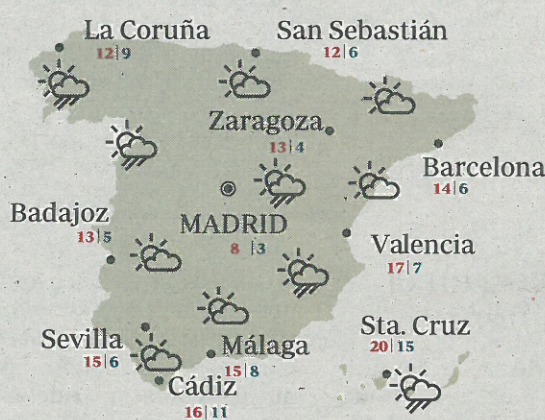 La Coruña
12|9
San Sebastián
12|6
Zaragoza
13|4
Barcelona
14|6
Badajoz
13|5
MADRID
8 |3
Valencia
17|7
Sevilla
15|6
Málaga
15|8
Sta. Cruz
20|15
Cádiz
16|11